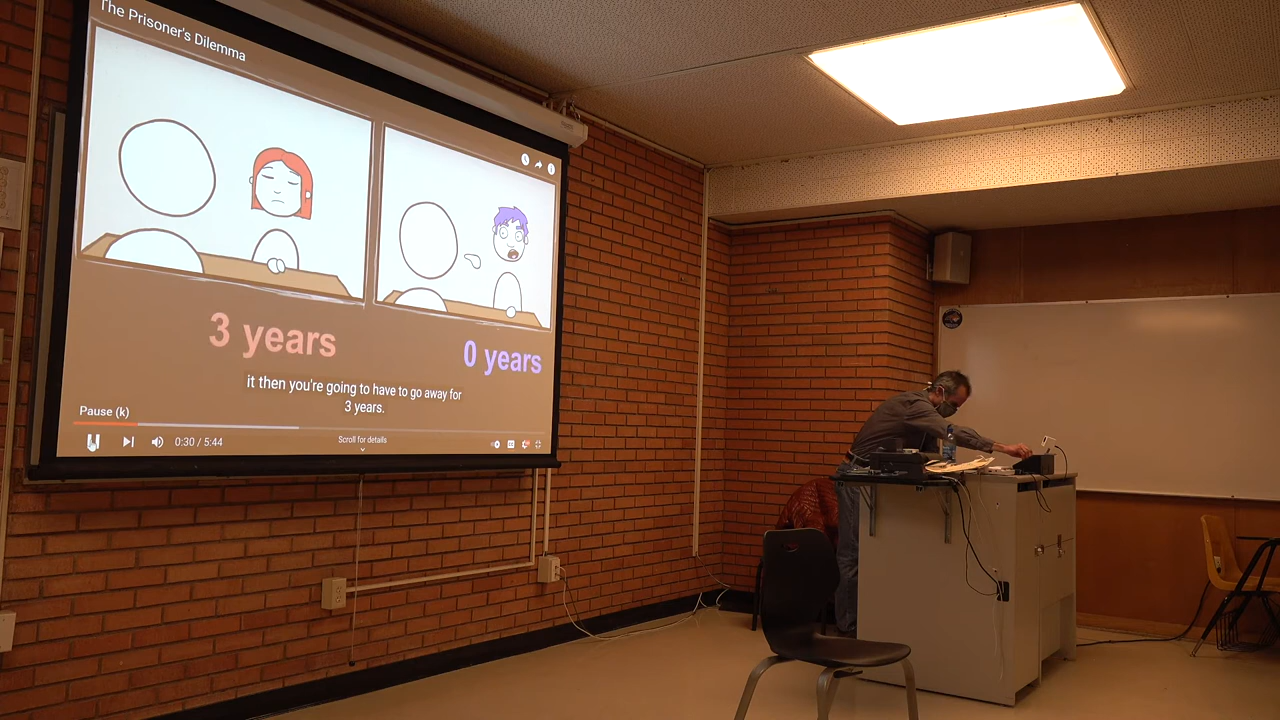 The Prisoner's Dilemma
3 years
0 years
it then you're going to have to go away for
3 years.
Pause (k)
0:30 / 5:44
Scroll for details